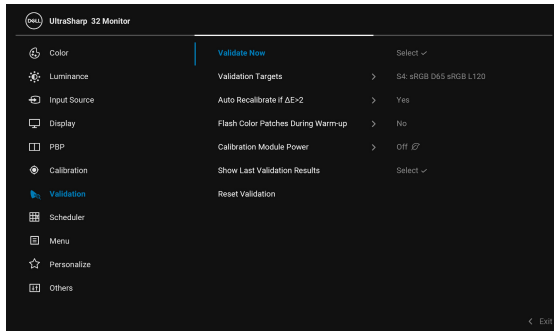 DELL UltraSharp 32 Monitor
Color
Luminance
Input Source
Display
PBP
Calibration
Validation
Scheduler
Menu
Personalize
Others
Validate Now Select ✓
Validation Targets > S4: sRGB D65 sRGB L120
Auto Recalibrate if ΔE>2 > Yes
Flash Color Patches During Warm-up > No
Calibration Module Power > Off
Show Last Validation Results Select ✓
Reset Validation
< Exit